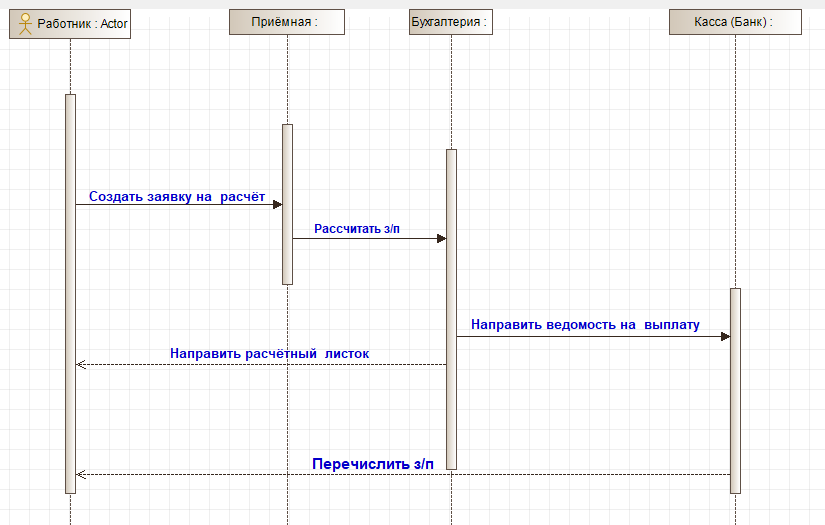 Работник : Actor
Приёмная :
Бухгалтерия :
Касса (Банк) :
Создать заявку на расчёт
Рассчитать з/п
Направить ведомость на выплату
Направить расчётный листок
Перечислить з/п